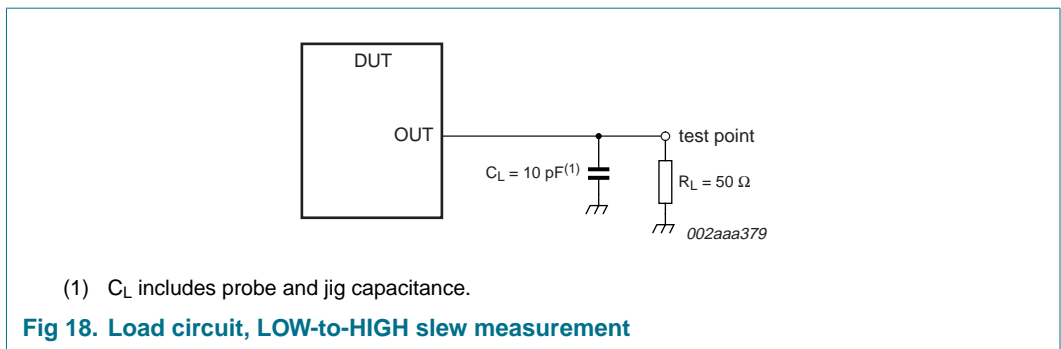 DUT
OUT
test point
C_L = 10 pF(1)
R_L = 50 Ω
002aaa379
(1) C_L includes probe and jig capacitance.
Fig 18. Load circuit, LOW-to-HIGH slew measurement